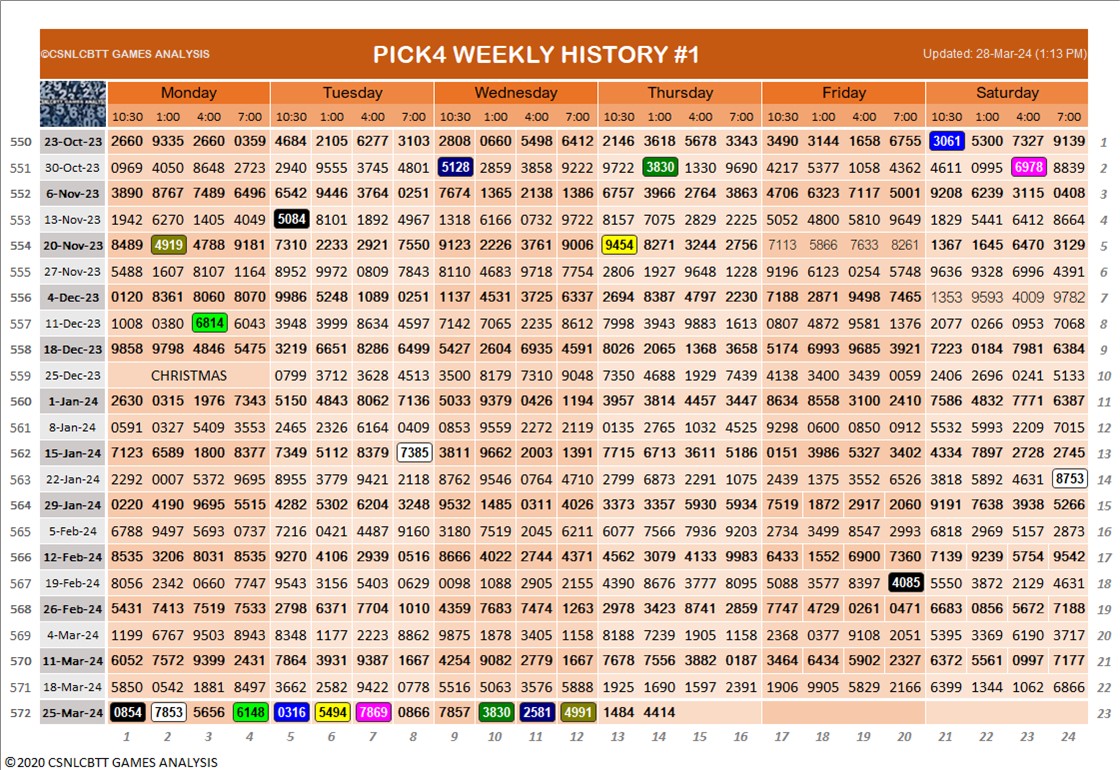 ©CSNLCBTT GAMES ANALYSIS PICK4 WEEKLY HISTORY #1 Updated: 28-Mar-24 (1:13 PM)
Monday Tuesday Wednesday Thursday Friday Saturday
10:30 1:00 4:00 7:00 10:30 1:00 4:00 7:00 10:30 1:00 4:00 7:00 10:30 1:00 4:00 7:00 10:30 1:00 4:00 7:00 10:30 1:00 4:00 7:00
550 23-Oct-23 2660 9335 2660 0359 4684 2105 6277 3103 2808 0660 5498 6412 2146 3618 5678 3343 3490 3144 1658 6755 3061 5300 7327 9139 1
551 30-Oct-23 0969 4050 8648 2723 2940 0555 3745 4801 5128 2859 3858 9222 9722 3830 1330 9696 4217 5377 1058 4362 4611 0995 6978 8839 2
552 6-Nov-23 3890 8767 7489 6496 6542 9446 3764 0251 7674 1365 2138 1386 6757 3966 2764 3863 4706 6323 7117 5001 9208 6239 3115 0408 3
553 13-Nov-23 1942 6270 1405 4049 5084 8101 1892 4967 1318 6166 0732 9722 8157 7075 2829 2225 5052 4800 5810 9649 1829 5441 6412 8664 4
554 20-Nov-23 8489 4919 4788 9181 7310 2233 2921 7550 9123 2226 3761 9006 9454 8271 3244 2756 7113 5866 7633 8261 1367 1645 6470 3129 5
555 27-Nov-23 5488 1607 8107 1164 8952 9972 0809 7843 8110 4683 9718 7754 2806 1927 9648 1228 9196 6123 0254 5748 9636 9328 6996 4391 6
556 4-Dec-23 0120 8361 8060 8070 9986 5248 1089 0251 1137 4531 3725 6337 2694 8387 4797 2230 7188 2871 9498 7465 1353 9593 4009 9782 7
557 11-Dec-23 1008 0380 6814 6043 3948 3999 8634 4597 7142 7065 2235 8612 7998 3943 9883 1613 0807 4872 9581 1376 2077 0266 0953 7068 8
558 18-Dec-23 9858 9798 4846 5475 3219 6651 8286 6499 5427 2604 6935 4591 8026 2065 1368 3658 5174 6993 9685 3921 7223 0184 7981 6384 9
559 25-Dec-23 CHRISTMAS 0799 3712 3628 4513 3500 8179 7310 9048 7350 4688 1929 7439 4138 3400 3439 0059 2406 2696 0241 5133 10
560 1-Jan-24 2630 0315 1976 7343 5150 4843 8062 7136 5033 9379 0426 1194 3957 3814 4457 3447 8634 8558 3100 2410 7586 4832 7771 6387 11
561 8-Jan-24 0591 0327 5409 3553 2465 2326 6164 0409 0853 9559 2272 2119 0135 2765 1032 4525 9298 0600 0850 0912 5532 5993 2209 7015 12
562 15-Jan-24 7123 6589 1800 8377 7349 5112 8379 7385 3811 9662 2003 1391 7715 6713 3611 5186 0151 3986 5327 3402 4334 7897 2728 2745 13
563 22-Jan-24 2292 0007 5372 9695 8955 3779 9421 2118 8762 9546 0764 4710 2799 6873 2291 1075 2439 1375 3552 6526 3818 5892 4631 8753 14
564 29-Jan-24 0220 4190 9695 5515 4282 5302 6204 3248 9532 1485 0311 4026 3373 3357 5930 5934 7519 1872 2917 2060 9191 7638 3938 5266 15
565 5-Feb-24 6788 9497 5693 0737 7216 0421 4487 9160 3180 7519 2045 6211 6077 7566 7936 9203 2734 3499 8547 2993 6818 2969 5157 2873 16
566 12-Feb-24 8535 3206 8031 8535 9270 4106 2939 0516 8666 4022 2744 4371 4562 3079 4133 9983 6433 1552 6900 7360 7139 9239 5754 9542 17
567 19-Feb-24 8056 2342 0660 7747 9543 3156 5403 0629 0098 1088 2905 2155 4390 8676 3777 8095 5088 3577 8397 4085 5550 3872 2129 4631 18
568 26-Feb-24 5431 7413 7519 7533 2798 6371 7704 1010 4359 7683 7474 1263 2978 3423 8741 2859 7747 4729 0261 0471 6683 0856 5672 7188 19
569 4-Mar-24 1199 6767 9503 8943 8348 1177 2223 8862 9875 1878 3405 1158 8188 7239 1905 1158 2368 0377 9108 2051 5395 3369 6190 3717 20
570 11-Mar-24 6052 7572 9399 2431 7864 3931 9387 1667 4254 9082 2779 1667 7678 7556 3882 0187 3464 6434 5902 2327 6372 5561 0997 7177 21
571 18-Mar-24 5850 0542 1881 8497 3662 2582 9422 0778 5516 5063 3576 5888 1925 1690 1597 2391 1906 9905 5829 2166 6399 1344 1062 6866 22
572 25-Mar-24 0854 7853 5656 6148 0316 5494 7869 0866 7857 3830 2581 4991 1484 4414 23
1 2 3 4 5 6 7 8 9 10 11 12 13 14 15 16 17 18 19 20 21 22 23 24
©2020 CSNLCBTT GAMES ANALYSIS